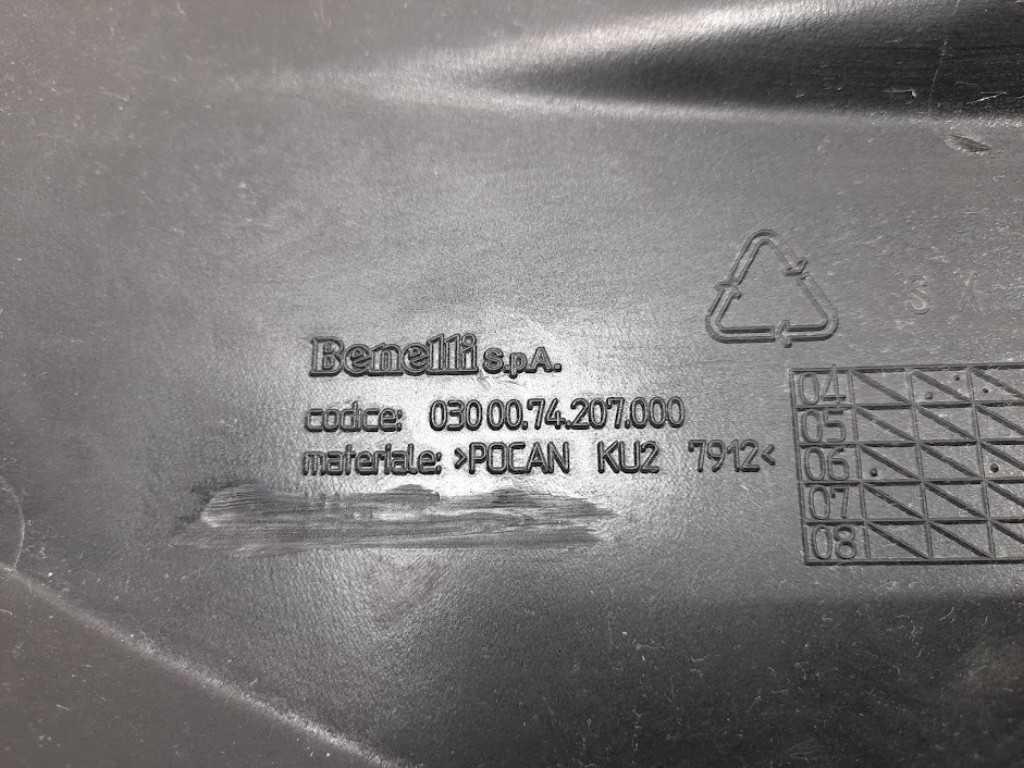 Benelli S.p.A.
codice: 030 00.74.207.000
materiale: >POCAN KU2 7912<
04
05
06
07
08